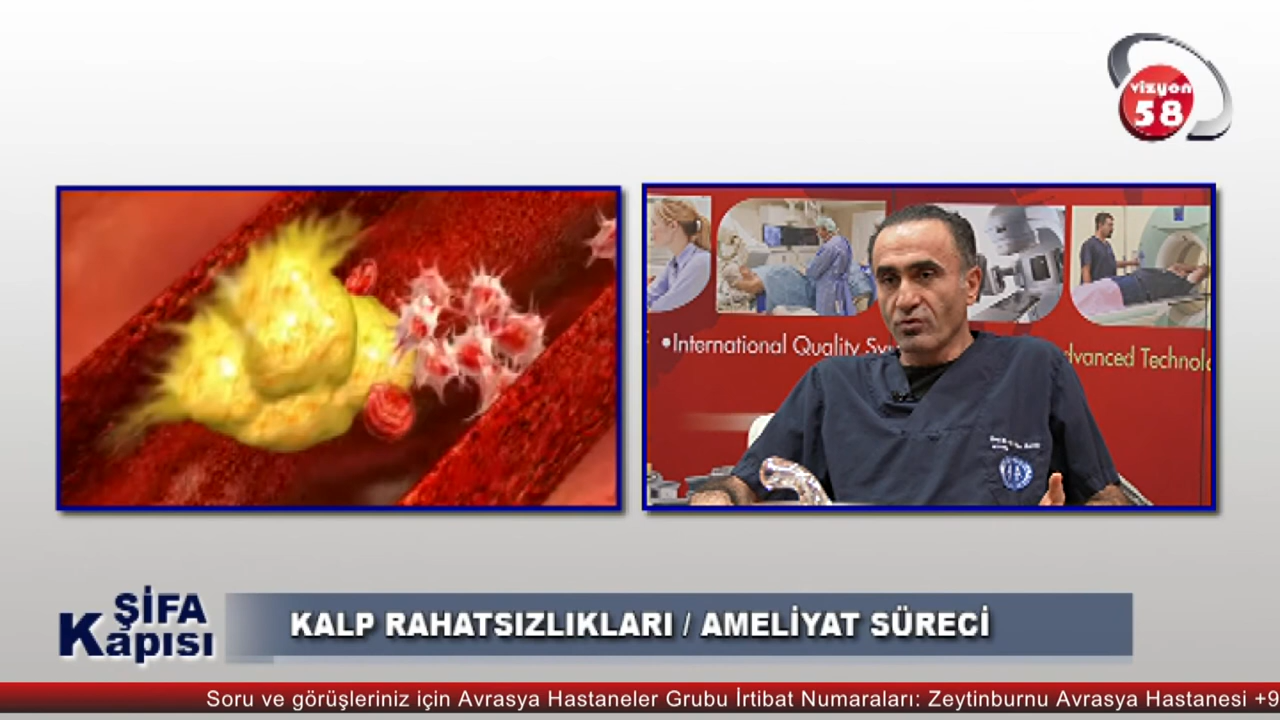 vizyon
58
•International Quality Sy
dvanced Technolo
ŞİFA
Kapısı
KALP RAHATSIZLIKLARI / AMELİYAT SÜRECİ
Soru ve görüşleriniz için Avrasya Hastaneler Grubu İrtibat Numaraları: Zeytinburnu Avrasya Hastanesi +9